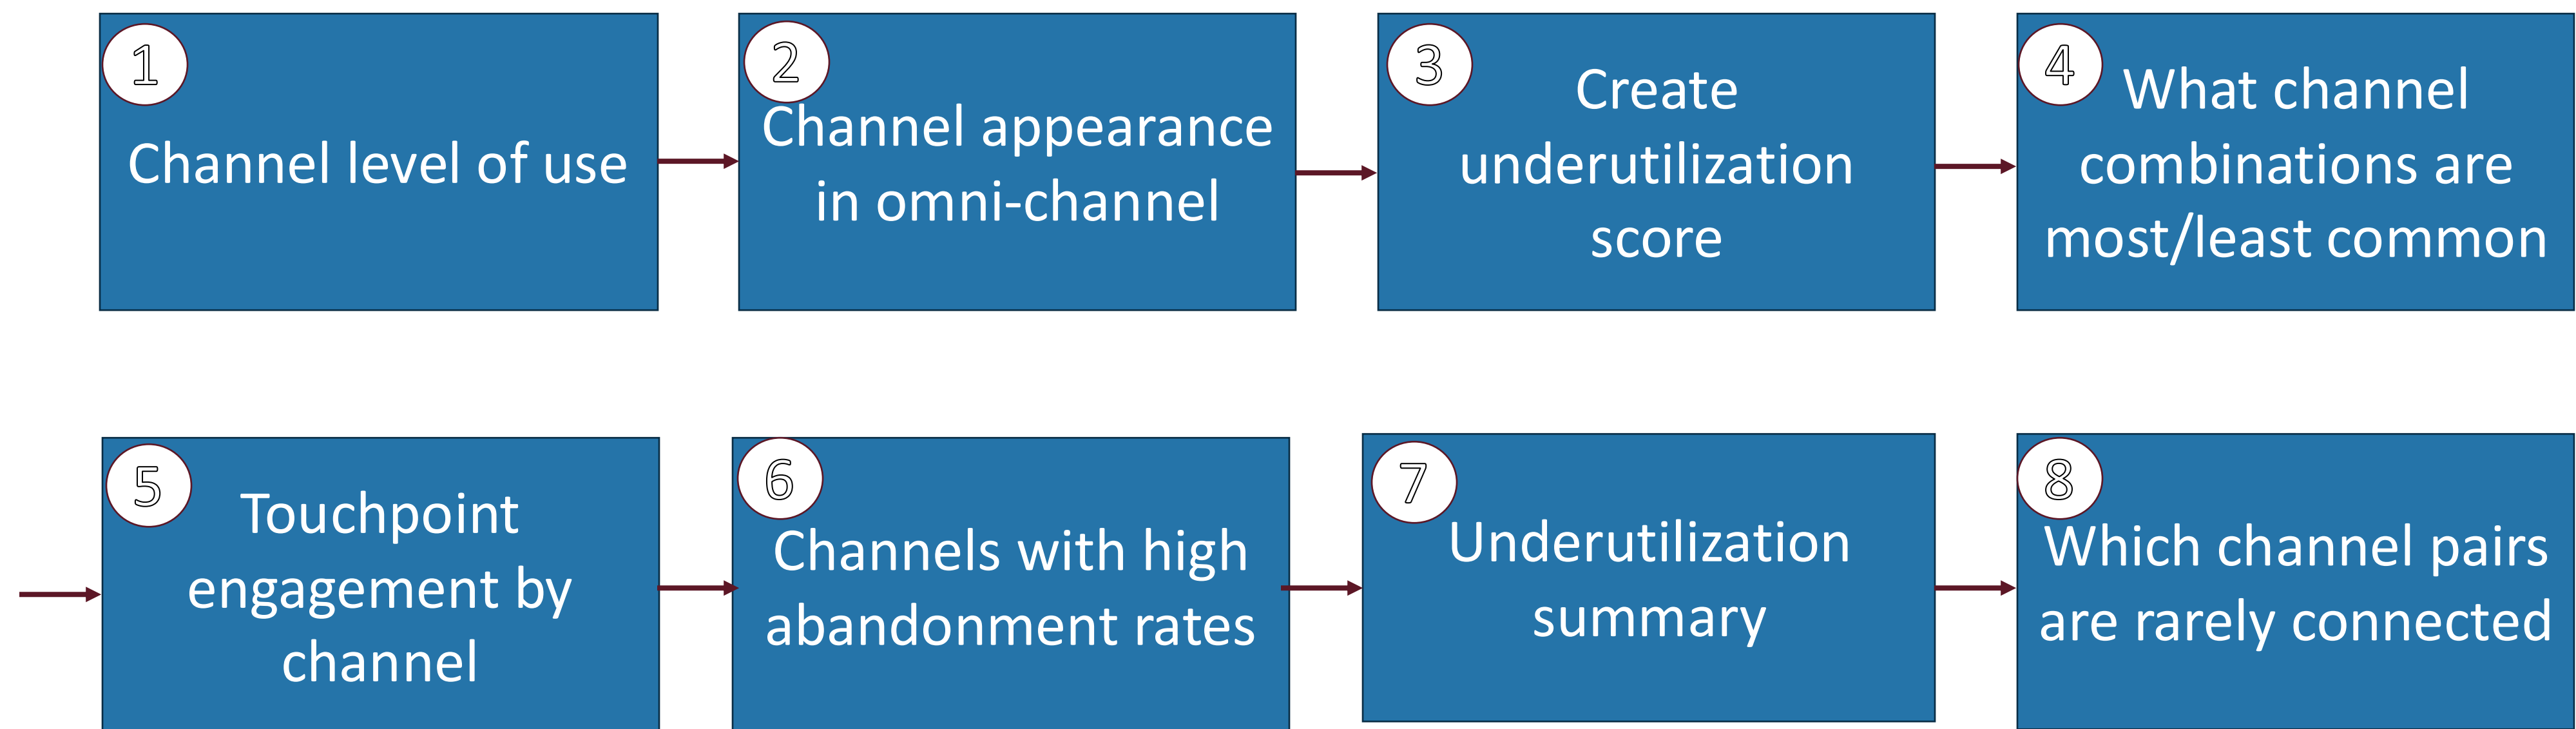 1
Channel level of use
2
Channel appearance
in omni-channel
3
Create
underutilization
score
4
What channel
combinations are
most/least common
5
Touchpoint
engagement by
channel
6
Channels with high
abandonment rates
7
Underutilization
summary
8
Which channel pairs
are rarely connected